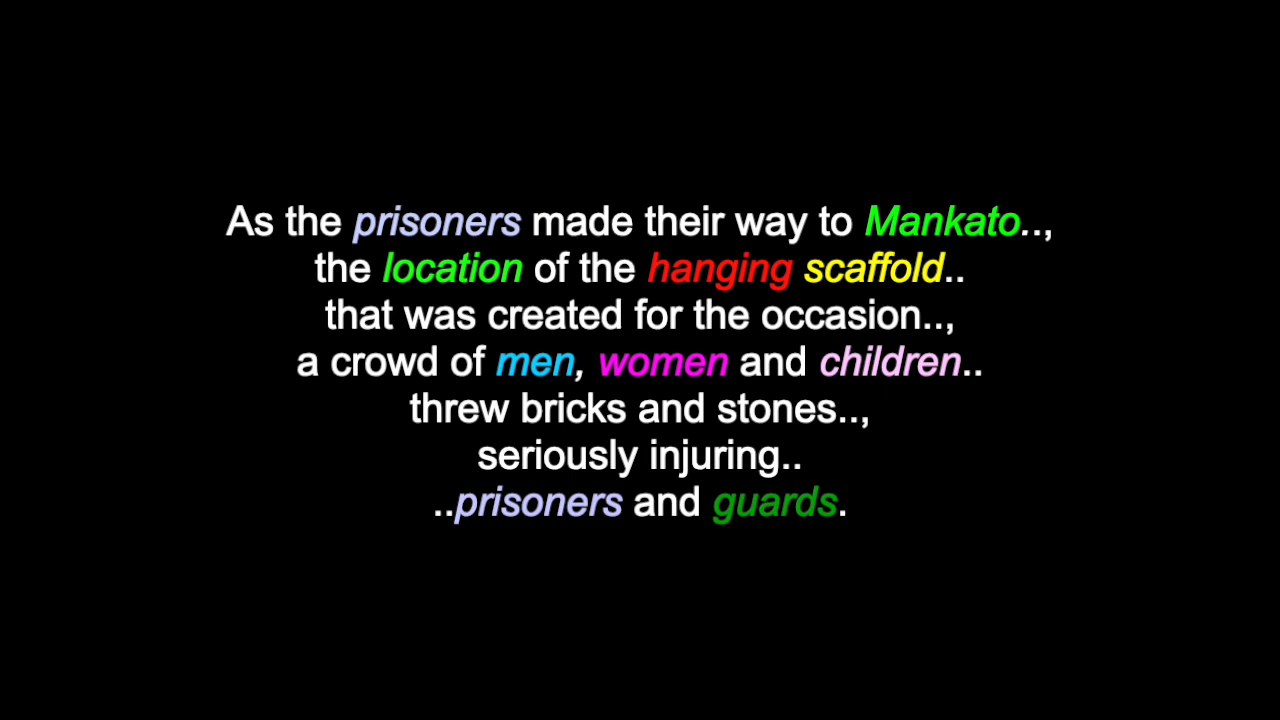 As the prisoners made their way to Mankato..,
the location of the hanging scaffold..
that was created for the occasion..,
a crowd of men, women and children..
threw bricks and stones..,
seriously injuring..
..prisoners and guards.